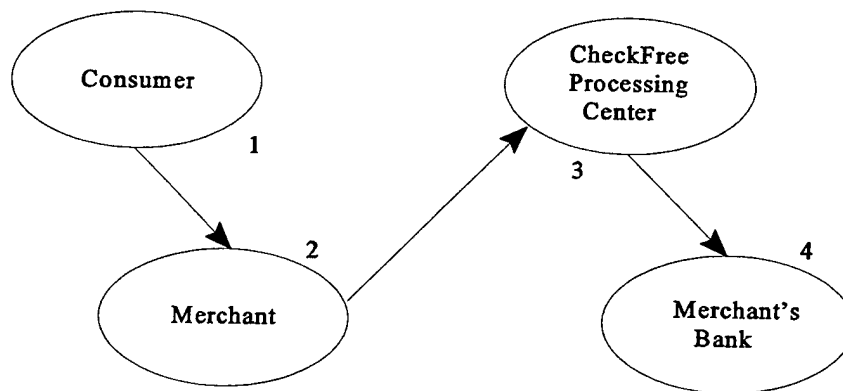 Consumer
1
2
Merchant
CheckFree
Processing
Center
3
4
Merchant's
Bank